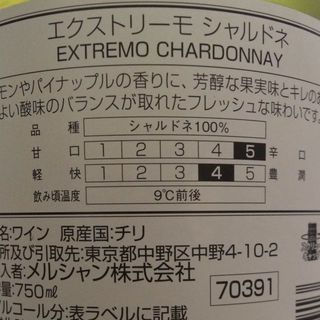 エクストリーモ シャルドネ
EXTREMO CHARDONNAY
モンやパイナップルの香りに、芳醇な果実味とキレのあ
よい酸味のバランスが取れたフレッシュな味わいです。
品種 シャルドネ100%
甘口 1 2 3 4 5 辛口
軽快 1 2 3 4 5 豊潤
飲み頃温度 9℃前後
名:ワイン 原産国:チリ
所及び引取先:東京都中野区中野4-10-2
入者:メルシャン株式会社
容量:750ml 70391
ルコール分:表ラベルに記載